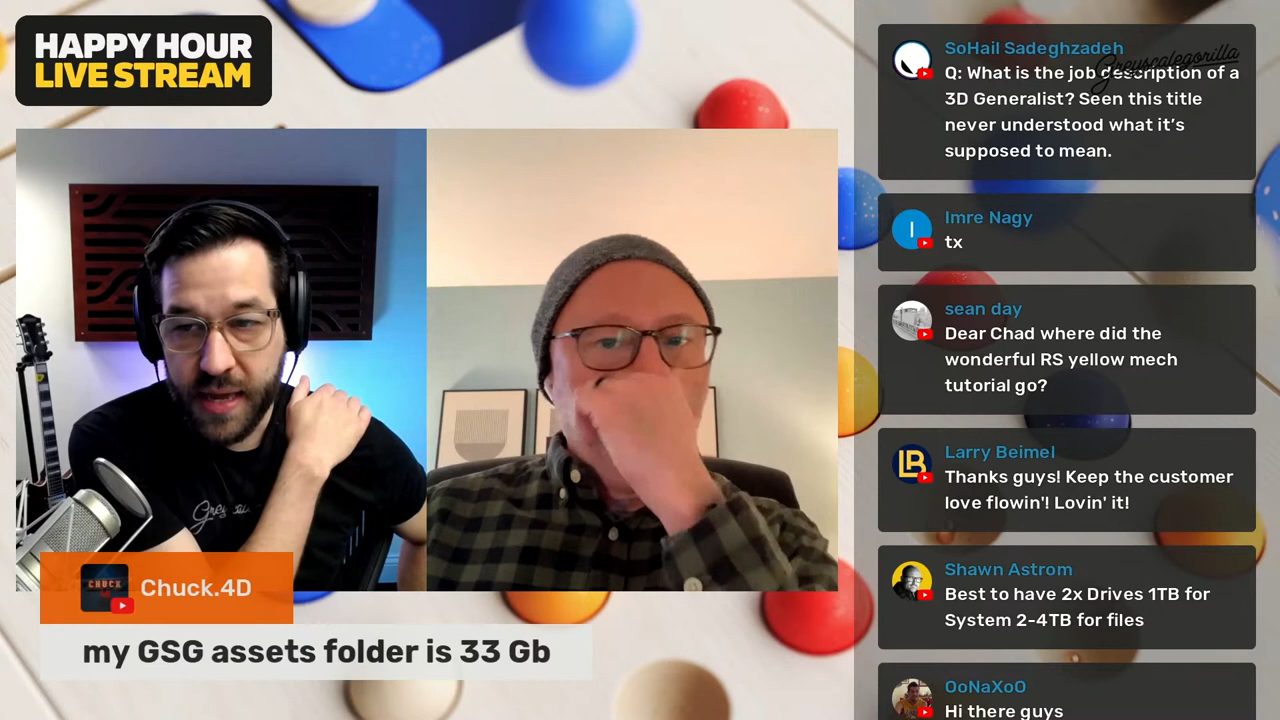 HAPPY HOUR
LIVE STREAM
Chuck.4D
my GSG assets folder is 33 Gb
CHUCK
Greyscalegorilla
SoHail Sadeghzadeh
Q: What is the job description of a
3D Generalist? Seen this title
never understood what it's
supposed to mean.
I
Imre Nagy
tx
sean day
Dear Chad where did the
wonderful RS yellow mech
tutorial go?
LB
Larry Beimel
Thanks guys! Keep the customer
love flowin'! Lovin' it!
Shawn Astrom
Best to have 2x Drives 1TB for
System 2-4TB for files
OoNaXoO
Hi there guys